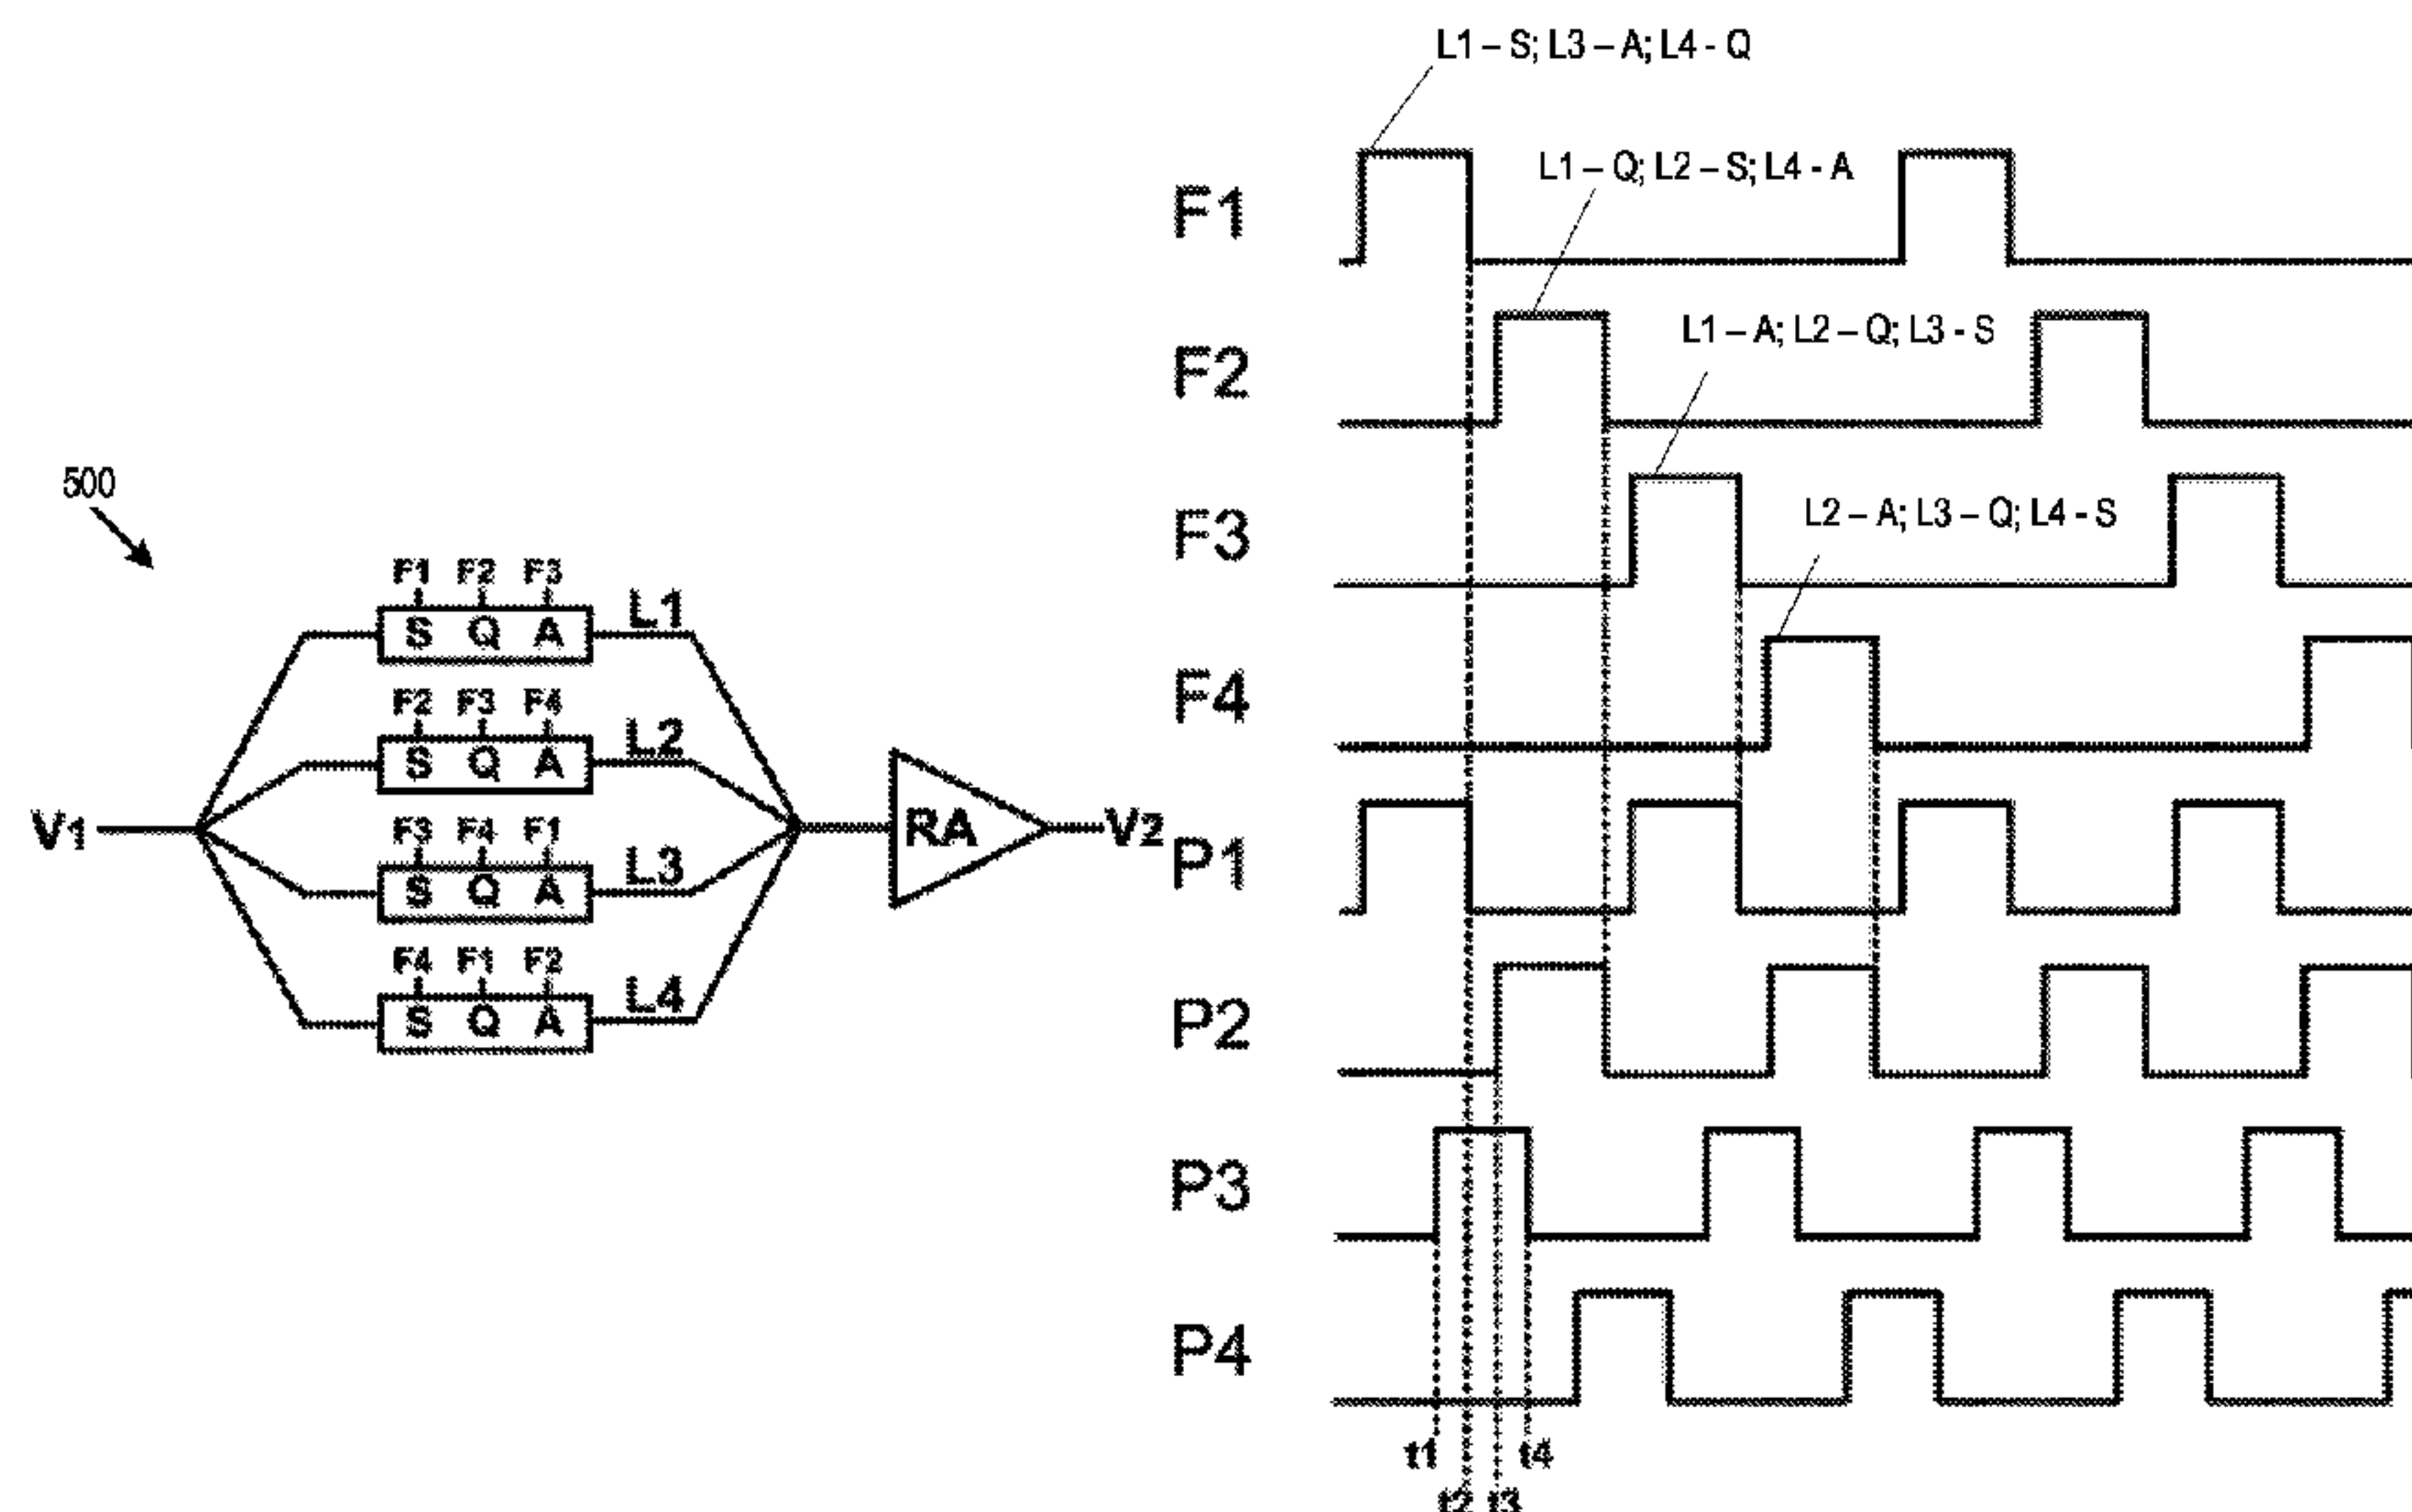 L1 – S; L3 – A; L4 - Q
F1
L1 – Q; L2 – S; L4 - A
F2
L1 – A; L2 – Q; L3 - S
F3
L2 – A; L3 – Q; L4 - S
F4
500
F1 F2 F3
S Q A
L1
F2 F3 F4
S Q A
L2
V1
F3 F4 F1
S Q A
L3
F4 F1 F2
S Q A
L4
RA
V2
P1
P2
P3
P4
t1
t4
t2
t3